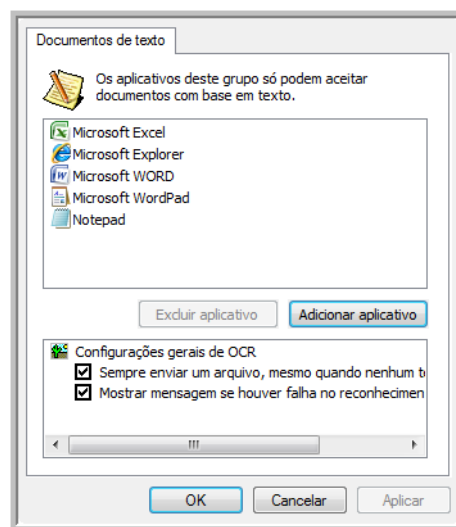 Documentos de texto
Os aplicativos deste grupo só podem aceitar
documentos com base em texto.
Microsoft Excel
Microsoft Explorer
Microsoft WORD
Microsoft WordPad
Notepad
Excluir aplicativo Adicionar aplicativo
Configurações gerais de OCR
Sempre enviar um arquivo, mesmo quando nenhum t
Mostrar mensagem se houver falha no reconhecimen
OK Cancelar Aplicar